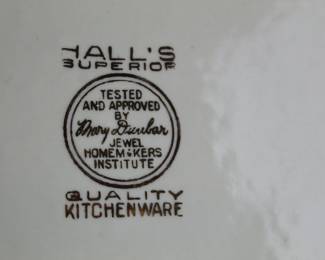 HALL'S
SUPERIOR
TESTED
AND APPROVED
BY
Mary Dunbar
JEWEL
HOMEMAKERS
INSTITUTE
QUALITY
KITCHENWARE